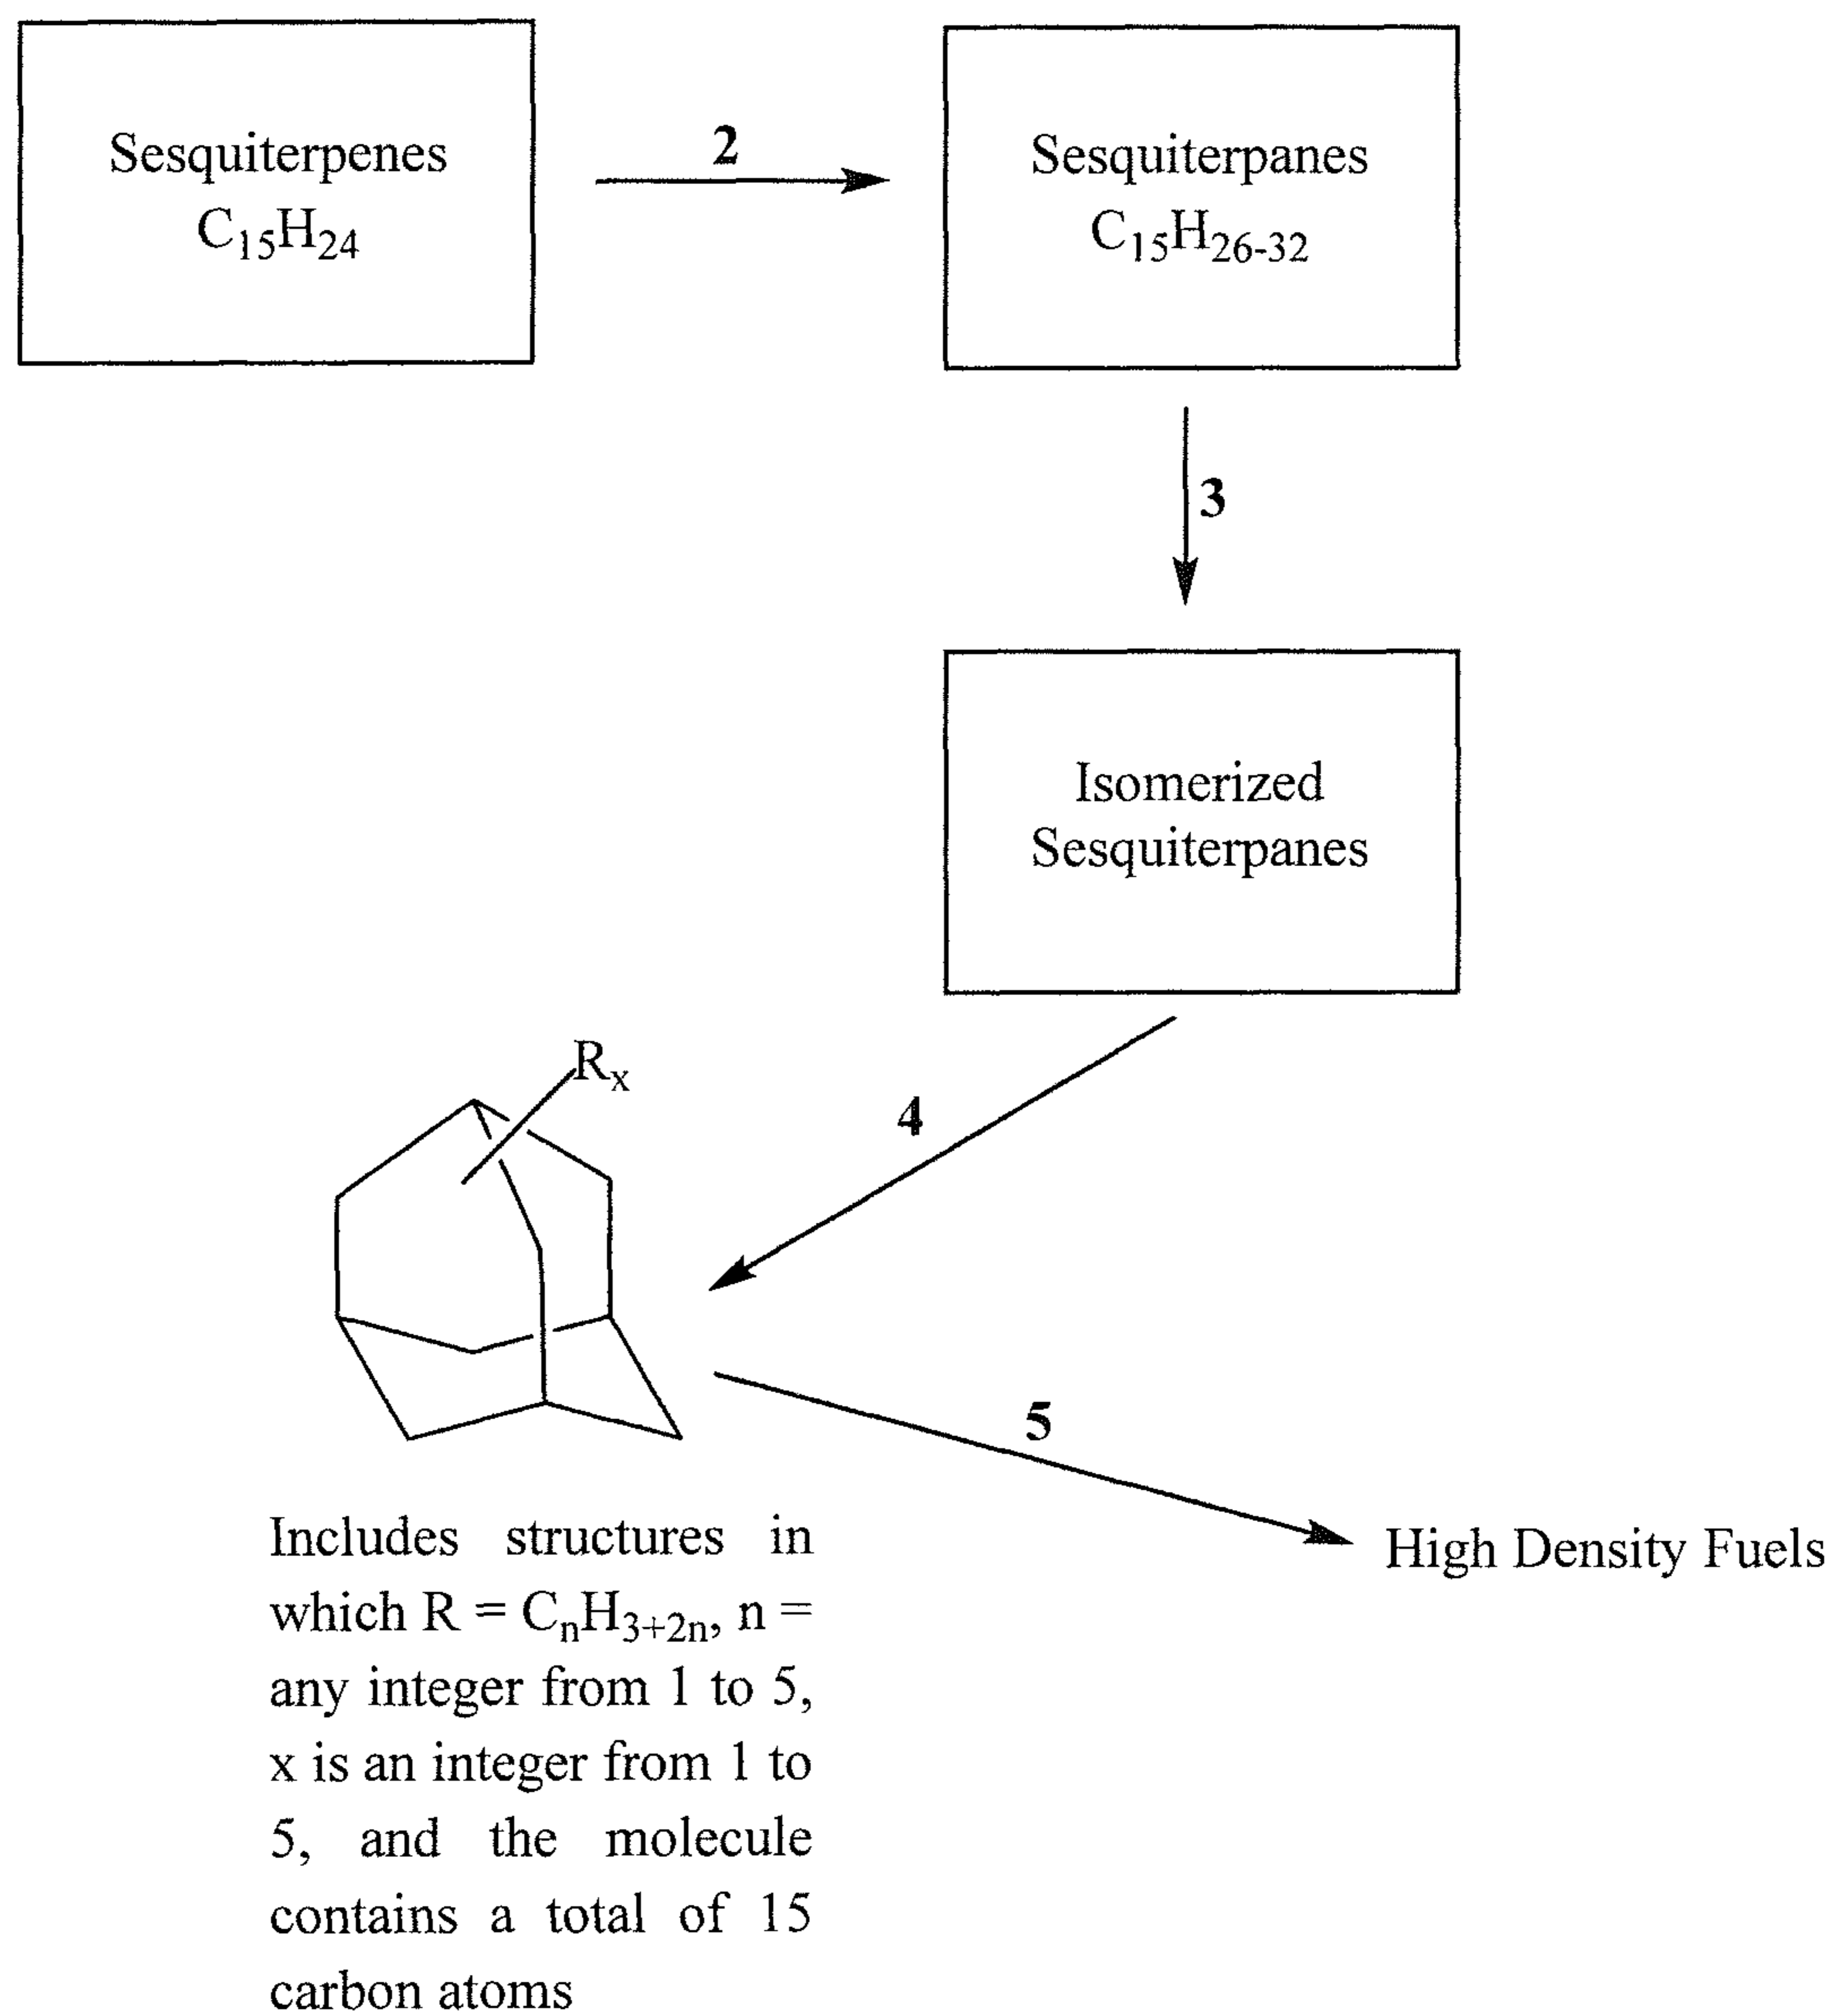 Sesquiterpenes
C₁₅H₂₄
2
Sesquiterpanes
C₁₅H₂₆₋₃₂
3
Isomerized
Sesquiterpanes
4
Rₓ
5
High Density Fuels
Includes structures in
which R = CₙH₃₊₂ₙ, n =
any integer from 1 to 5,
x is an integer from 1 to
5, and the molecule
contains a total of 15
carbon atoms